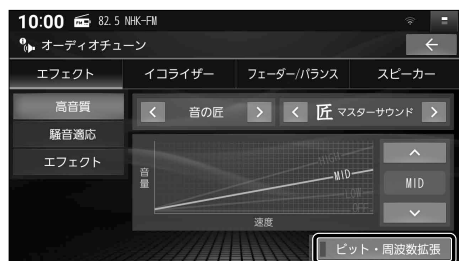 10:00 82.5 NHK-FM
オーディオチューン
エフェクト イコライザー フェーダー/バランス スピーカー
高音質
騒音適応
エフェクト
音の匠
匠 マスターサウンド
音量
HIGH
MID
LOW
OFF
速度
MID
ビット・周波数拡張